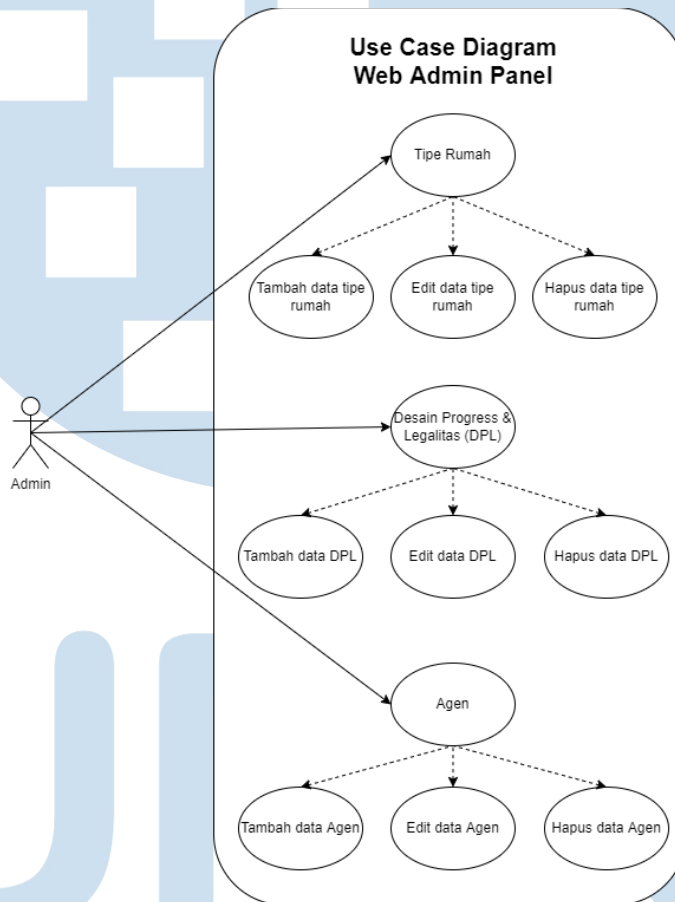 Use Case Diagram
Web Admin Panel
Tipe Rumah
Tambah data tipe
rumah
Edit data tipe
rumah
Hapus data tipe
rumah
Desain Progress &
Legalitas (DPL)
Admin
Tambah data DPL
Edit data DPL
Hapus data DPL
Agen
Tambah data Agen
Edit data Agen
Hapus data Agen